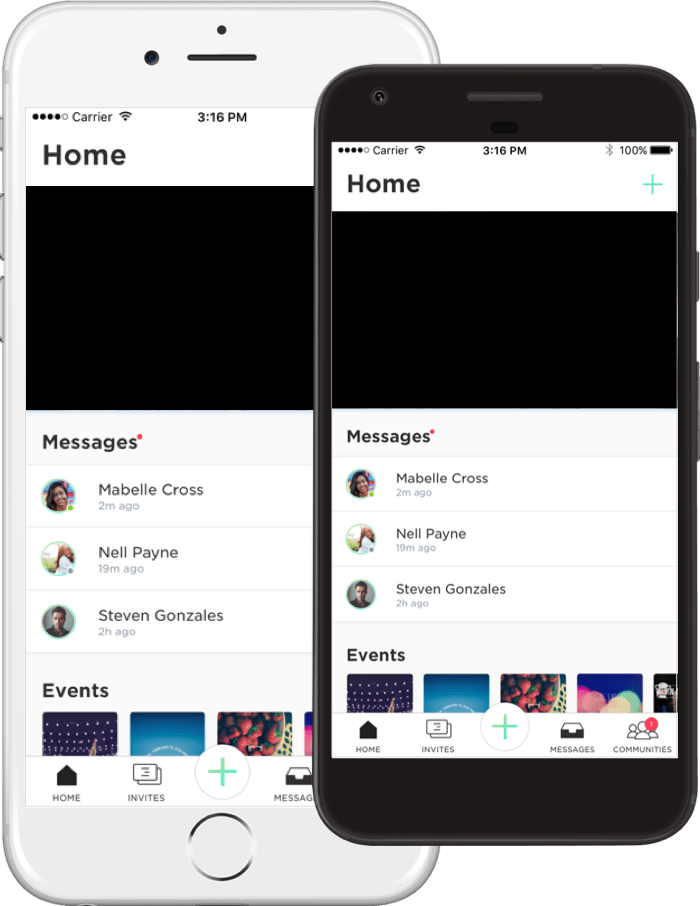 ●●●●○ Carrier 3:16 PM
Home
Messages
Mabelle Cross
2m ago
Nell Payne
19m ago
Steven Gonzales
2h ago
Events
HOME INVITES MESSAG
●●●●○ Carrier 3:16 PM 100%
Home
Messages
Mabelle Cross
2m ago
Nell Payne
19m ago
Steven Gonzales
2h ago
Events
1
HOME INVITES MESSAGES COMMUNITIES